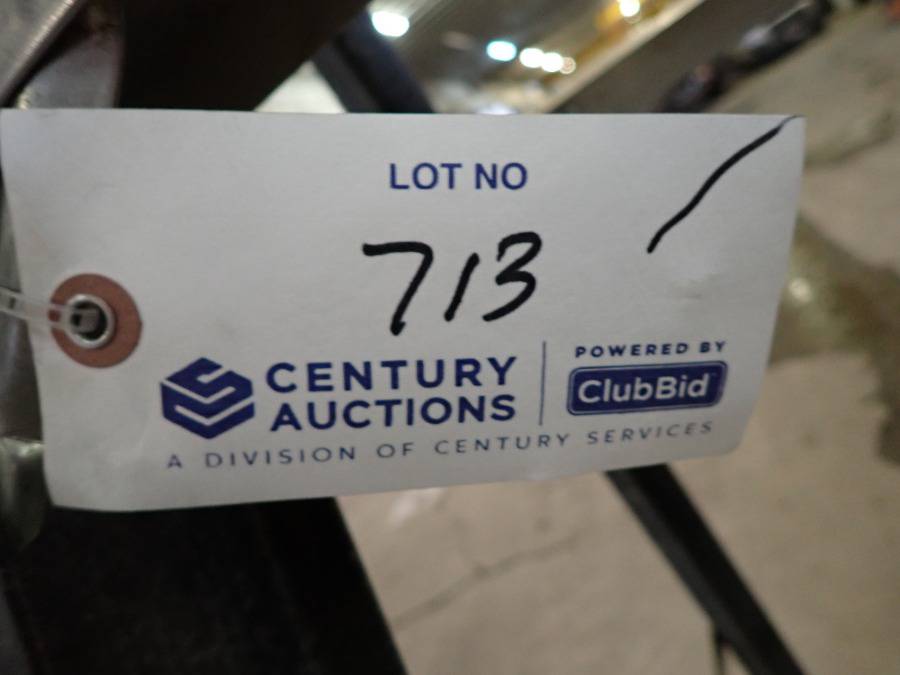 LOT NO
713
CENTURY AUCTIONS
POWERED BY
ClubBid
A DIVISION OF CENTURY SERVICES